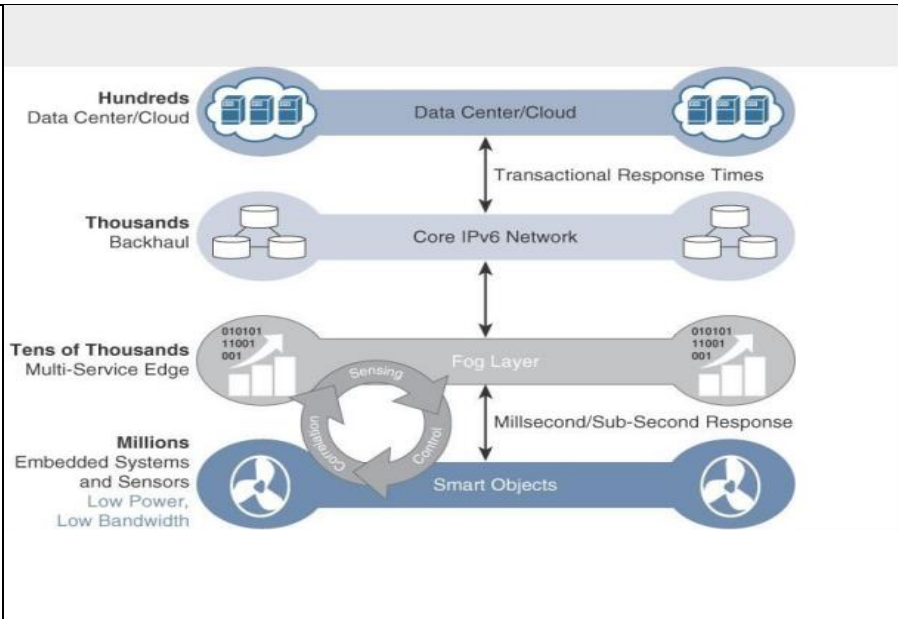 Hundreds
Data Center/Cloud
Data Center/Cloud
Transactional Response Times
Thousands
Backhaul
Core IPv6 Network
Tens of Thousands
Multi-Service Edge
010101
11001
001
Fog Layer
010101
11001
001
Sensing
Control
Correlation
Millsecond/Sub-Second Response
Millions
Embedded Systems
and Sensors
Low Power,
Low Bandwidth
Smart Objects